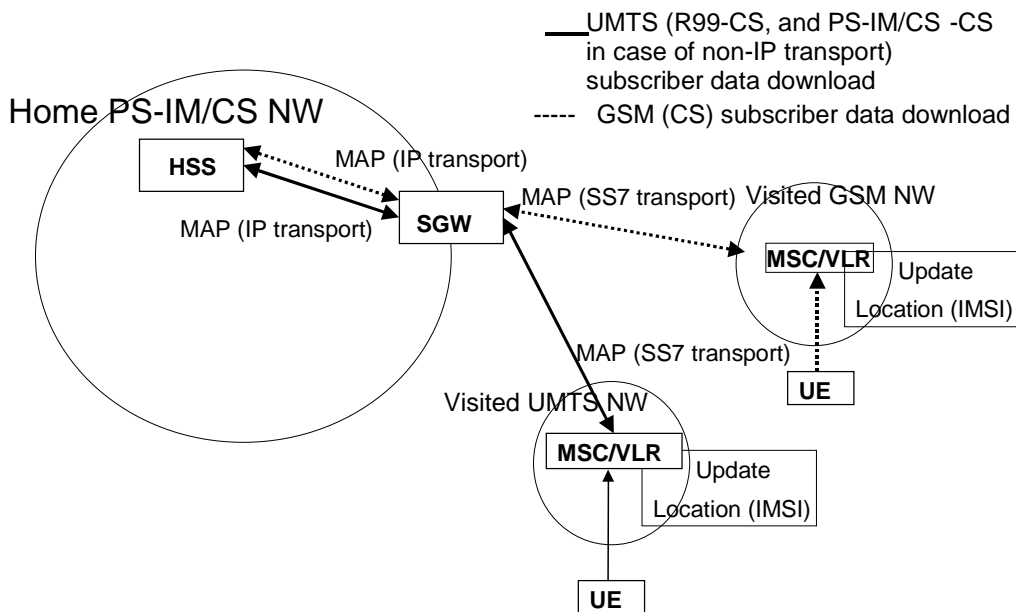 UMTS (R99-CS, and PS-IM/CS -CS
in case of non-IP transport)
subscriber data download
GSM (CS) subscriber data download
Home PS-IM/CS NW
HSS
MAP (IP transport)
MAP (IP transport)
SGW
MAP (SS7 transport)
Visited GSM NW
MSC/VLR
Update
Location (IMSI)
UE
MAP (SS7 transport)
Visited UMTS NW
MSC/VLR
Update
Location (IMSI)
UE